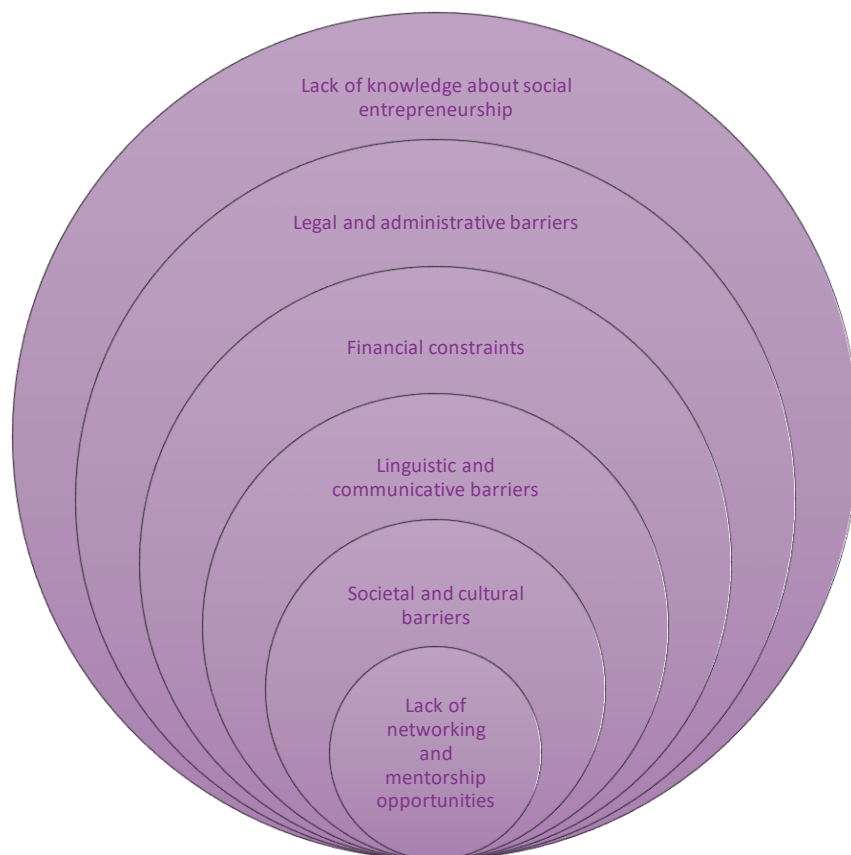 Lack of knowledge about social
entrepreneurship
Legal and administrative barriers
Financial constraints
Linguistic and
communicative barriers
Societal and cultural
barriers
Lack of
networking
and
mentorship
opportunities